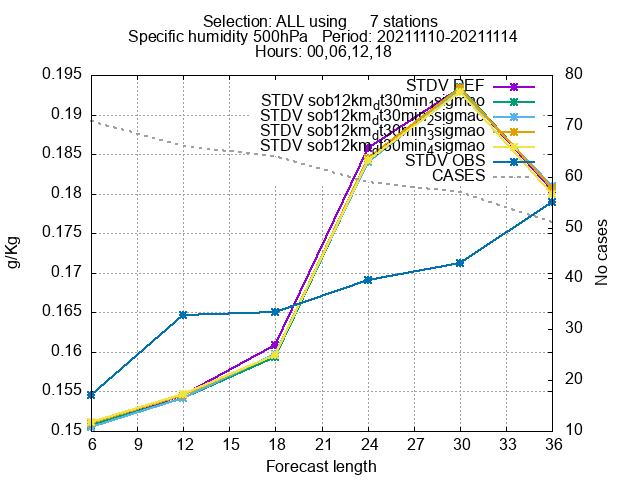 Selection: ALL using 7 stations
Specific humidity 500hPa Period: 20211110-20211114
Hours: 00,06,12,18
0.195
0.19
0.185
0.18
0.175
0.17
0.165
0.16
0.155
0.15
g/Kg
STDV REF
STDV sob12km_dt30min_1sigmao
STDV sob12km_dt30min_2sigmao
STDV sob12km_dt30min_3sigmao
STDV sob12km_dt30min_4sigmao
STDV OBS
CASES
80
70
60
50
40
30
20
10
No cases
6 9 12 15 18 21 24 27 30 33 36
Forecast length